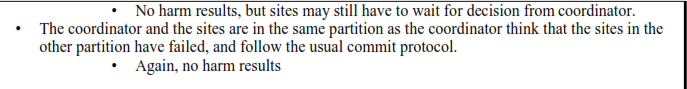 • No harm results, but sites may still have to wait for decision from coordinator.
• The coordinator and the sites are in the same partition as the coordinator think that the sites in the
other partition have failed, and follow the usual commit protocol.
• Again, no harm results